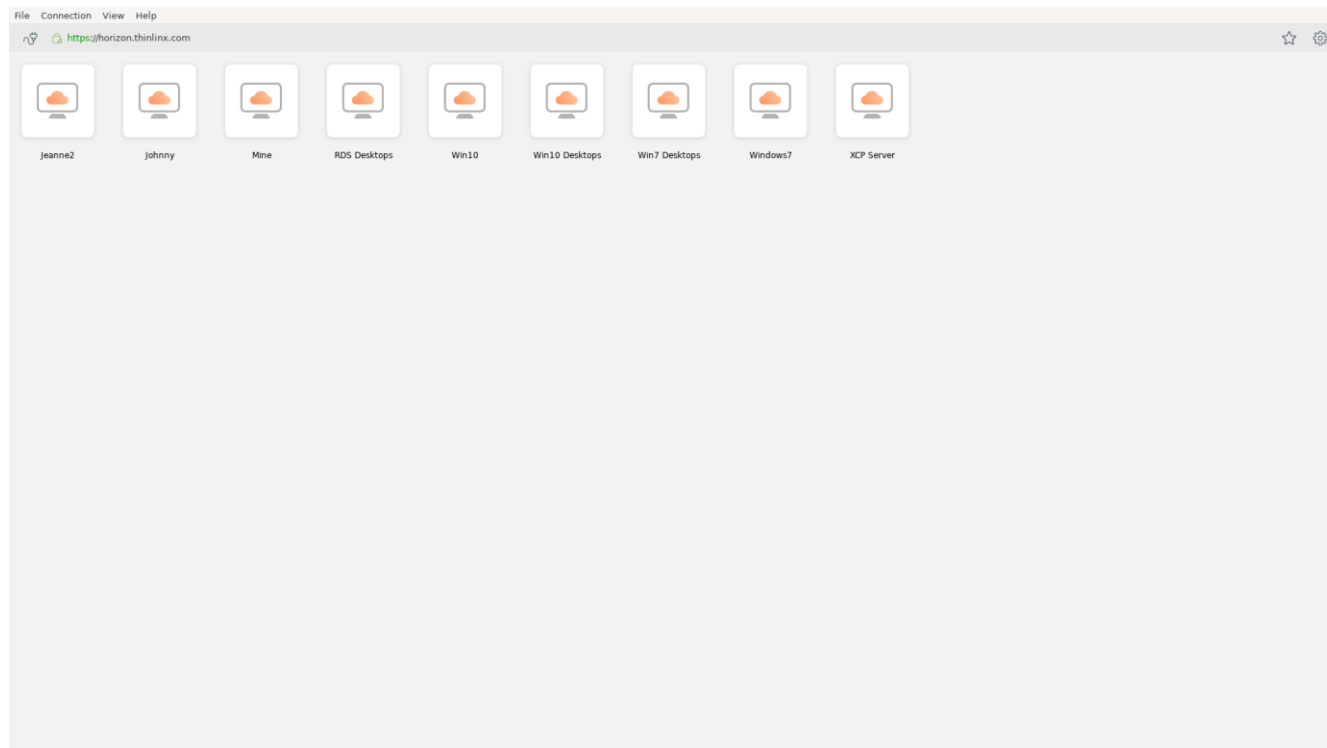 File Connection View Help
https://horizon.thinlinx.com
Jeanne2 Johnny Mine RDS Desktops Win10 Win10 Desktops Win7 Desktops Windows7 XCP Server